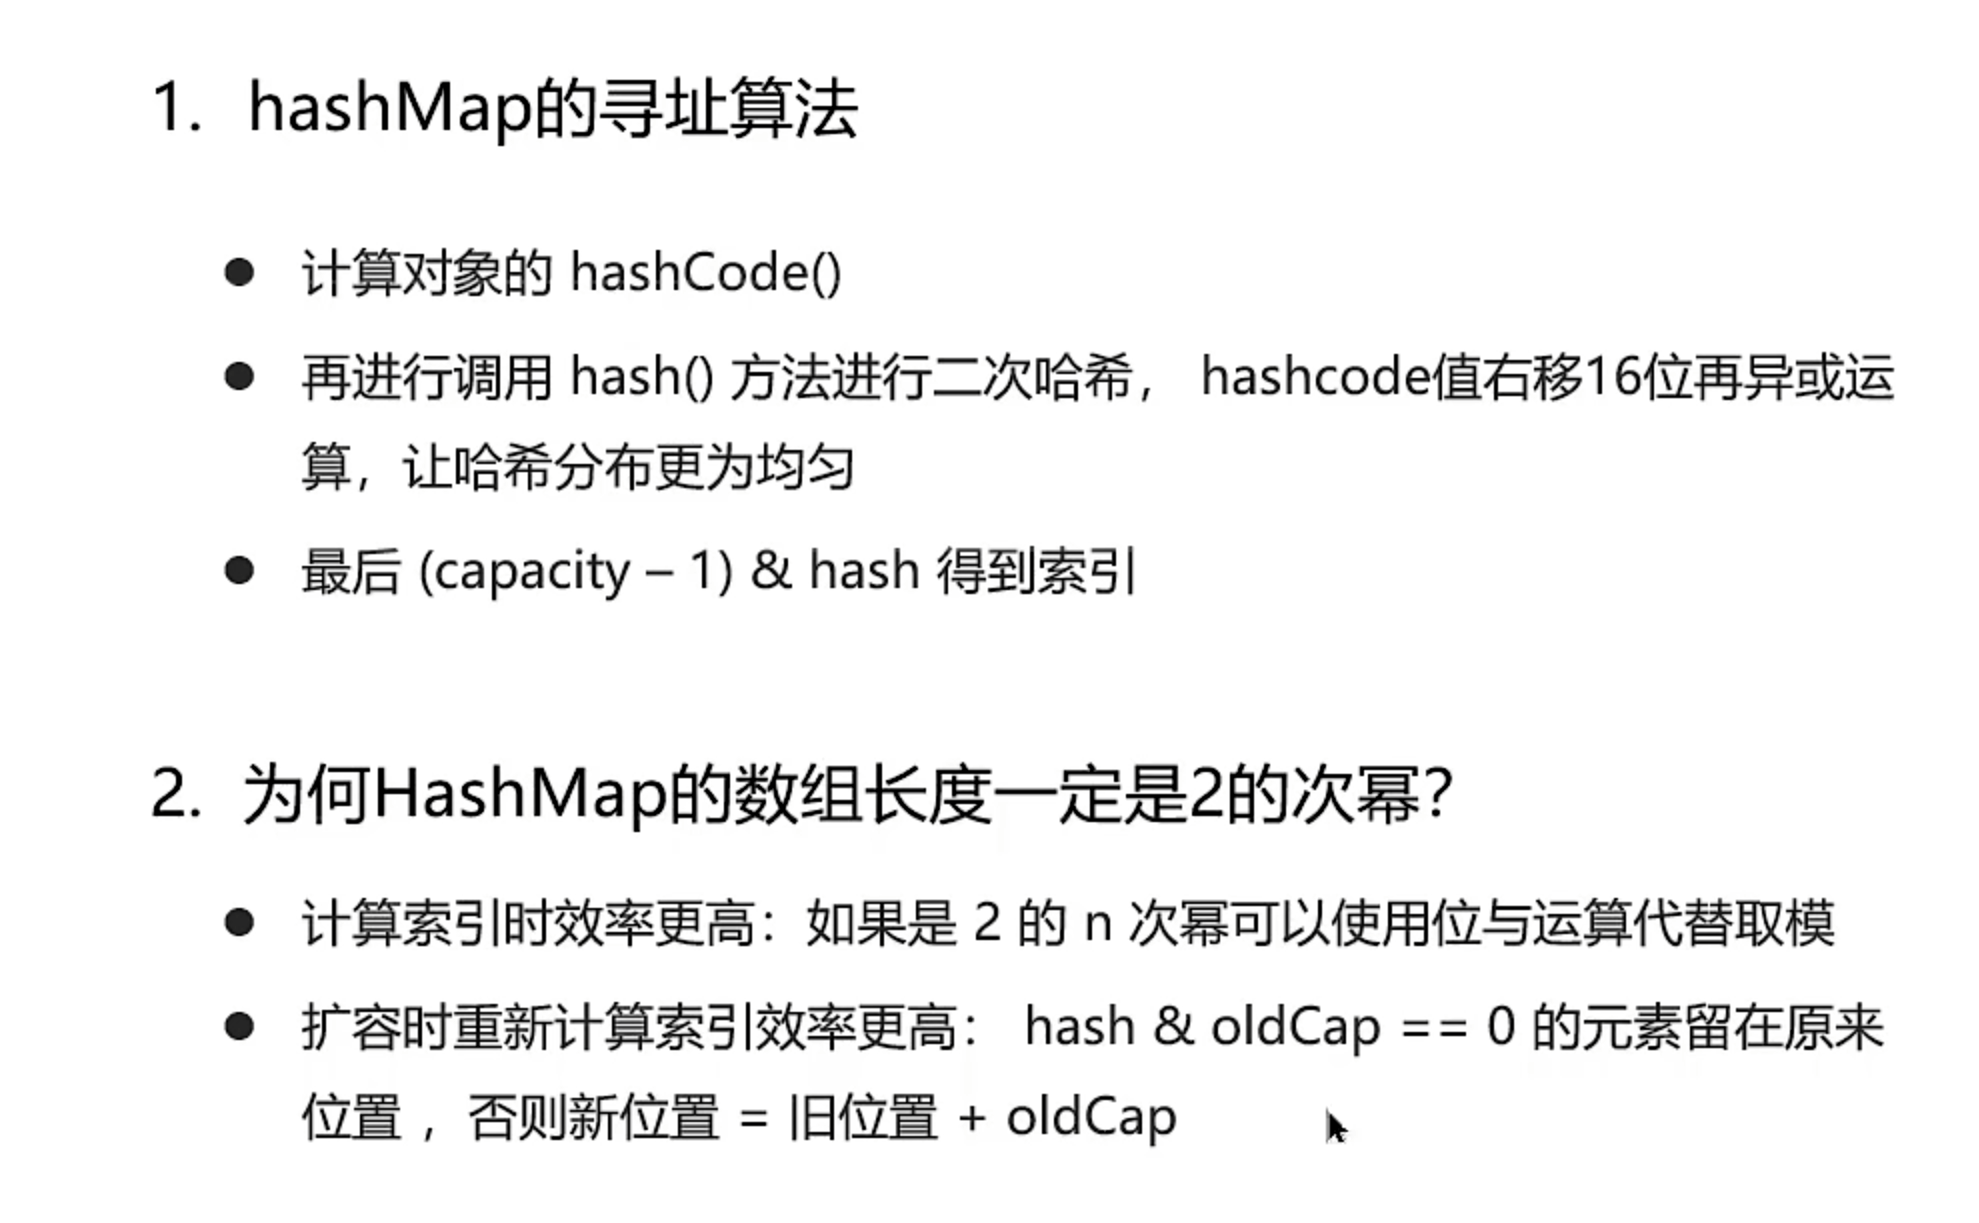 1. hashMap的寻址算法
● 计算对象的 hashCode()
● 再进行调用 hash() 方法进行二次哈希， hashcode值右移16位再异或运
算，让哈希分布更为均匀
● 最后 (capacity – 1) & hash 得到索引
2. 为何HashMap的数组长度一定是2的次幂？
● 计算索引时效率更高：如果是 2 的 n 次幂可以使用位与运算代替取模
● 扩容时重新计算索引效率更高： hash & oldCap == 0 的元素留在原来
位置 ，否则新位置 = 旧位置 + oldCap